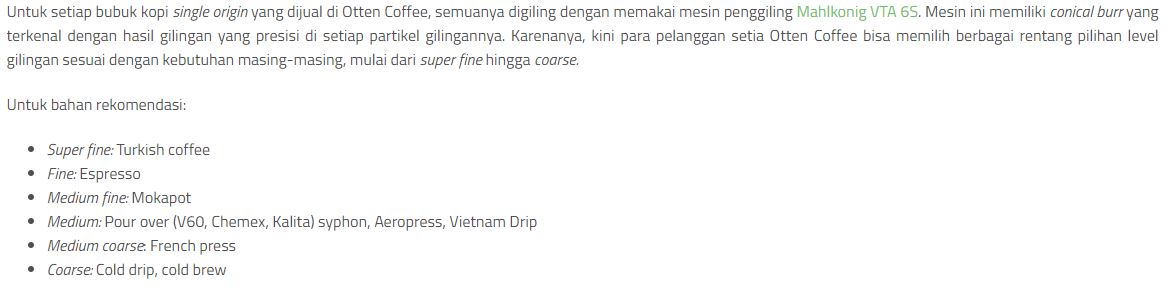 Untuk setiap bubuk kopi single origin yang dijual di Otten Coffee, semuanya digiling dengan memakai mesin penggiling Mahlkonig VTA 6S. Mesin ini memiliki conical burr yang
terkenal dengan hasil gilingan yang presisi di setiap partikel gilingannya. Karenanya, kini para pelanggan setia Otten Coffee bisa memilih berbagai rentang pilihan level
gilingan sesuai dengan kebutuhan masing-masing, mulai dari super fine hingga coarse.
Untuk bahan rekomendasi:
• Super fine: Turkish coffee
• Fine: Espresso
• Medium fine: Mokapot
• Medium: Pour over (V60, Chemex, Kalita) syphon, Aeropress, Vietnam Drip
• Medium coarse: French press
• Coarse: Cold drip, cold brew